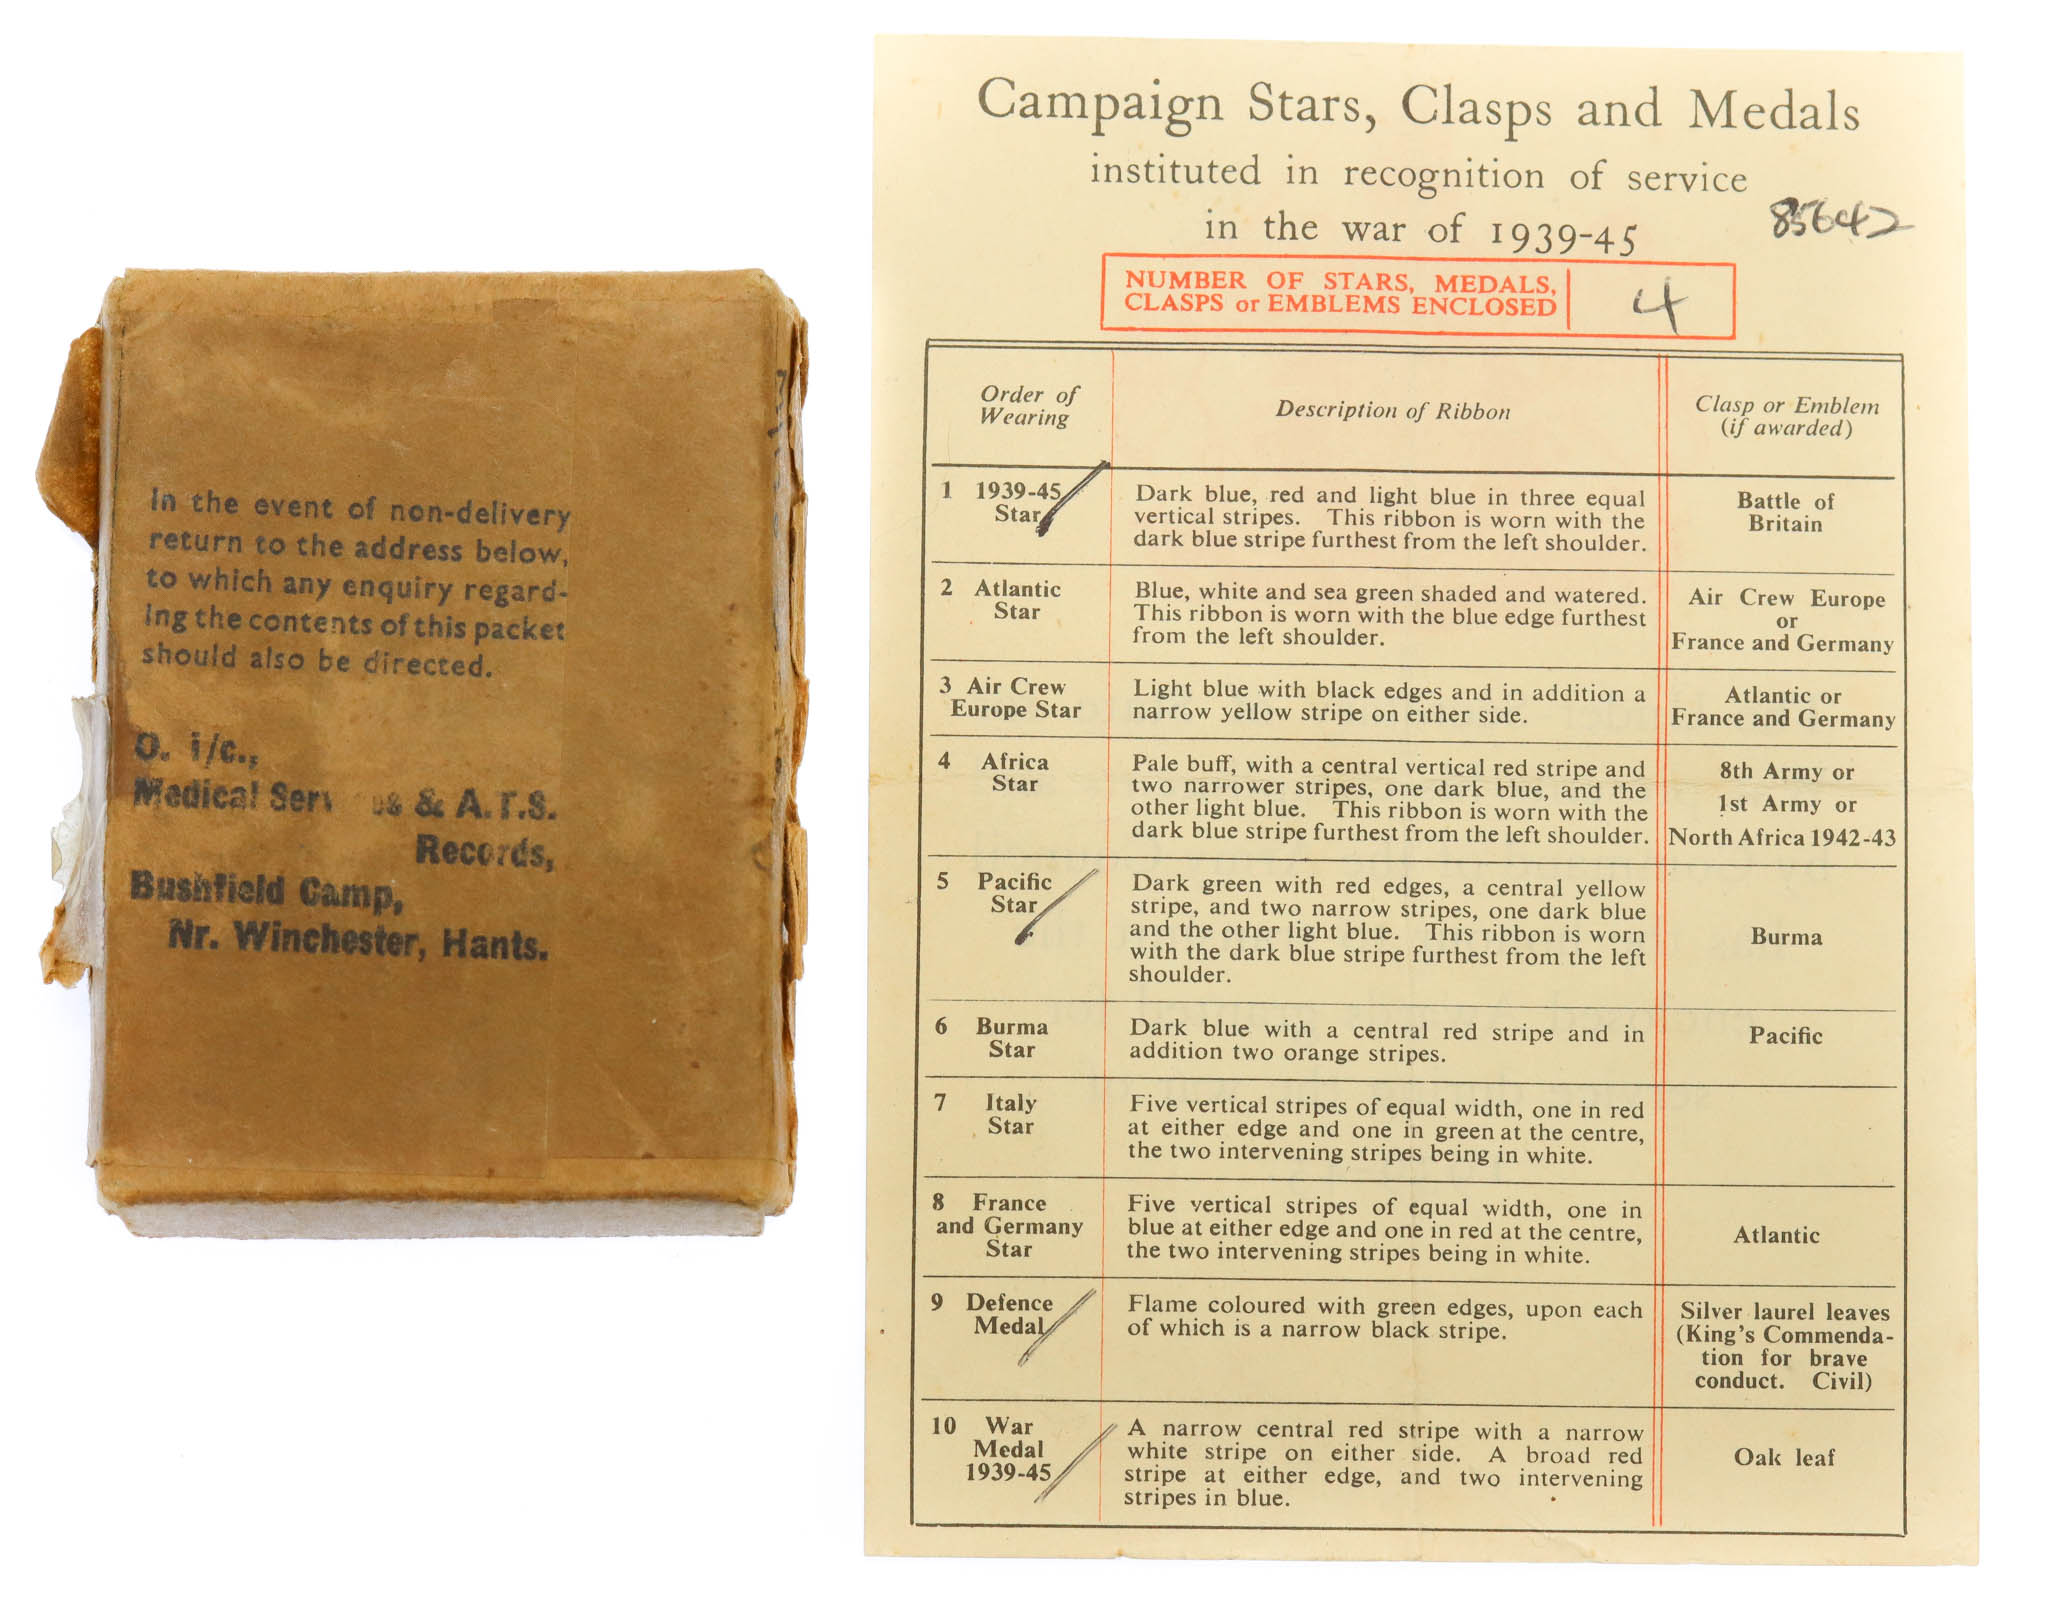 In the event of non-delivery
return to the address below,
to which any enquiry regard-
ing the contents of this packet
should also be directed.
O. i/c.,
Medical Services & A.T.S.
Records,
Bushfield Camp,
Nr. Winchester, Hants.
Campaign Stars, Clasps and Medals
instituted in recognition of service
in the war of 1939-45
85642
NUMBER OF STARS, MEDALS,
CLASPS or EMBLEMS ENCLOSED
4
Order of
Wearing
Description of Ribbon
Clasp or Emblem
(if awarded)
1 1939-45
Star
Dark blue, red and light blue in three equal
vertical stripes. This ribbon is worn with the
dark blue stripe furthest from the left shoulder.
Battle of
Britain
2 Atlantic
Star
Blue, white and sea green shaded and watered.
This ribbon is worn with the blue edge furthest
from the left shoulder.
Air Crew Europe
or
France and Germany
3 Air Crew
Europe Star
Light blue with black edges and in addition a
narrow yellow stripe on either side.
Atlantic or
France and Germany
4 Africa
Star
Pale buff, with a central vertical red stripe and
two narrower stripes, one dark blue, and the
other light blue. This ribbon is worn with the
dark blue stripe furthest from the left shoulder.
8th Army or
1st Army or
North Africa 1942-43
5 Pacific
Star
Dark green with red edges, a central yellow
stripe, and two narrow stripes, one dark blue
and the other light blue. This ribbon is worn
with the dark blue stripe furthest from the left
shoulder.
Burma
6 Burma
Star
Dark blue with a central red stripe and in
addition two orange stripes.
Pacific
7 Italy
Star
Five vertical stripes of equal width, one in red
at either edge and one in green at the centre,
the two intervening stripes being in white.
8 France
and Germany
Star
Five vertical stripes of equal width, one in
blue at either edge and one in red at the centre,
the two intervening stripes being in white.
Atlantic
9 Defence
Medal
Flame coloured with green edges, upon each
of which is a narrow black stripe.
Silver laurel leaves
(King's Commenda-
tion for brave
conduct. Civil)
10 War
Medal
1939-45
A narrow central red stripe with a narrow
white stripe on either side. A broad red
stripe at either edge, and two intervening
stripes in blue.
Oak leaf